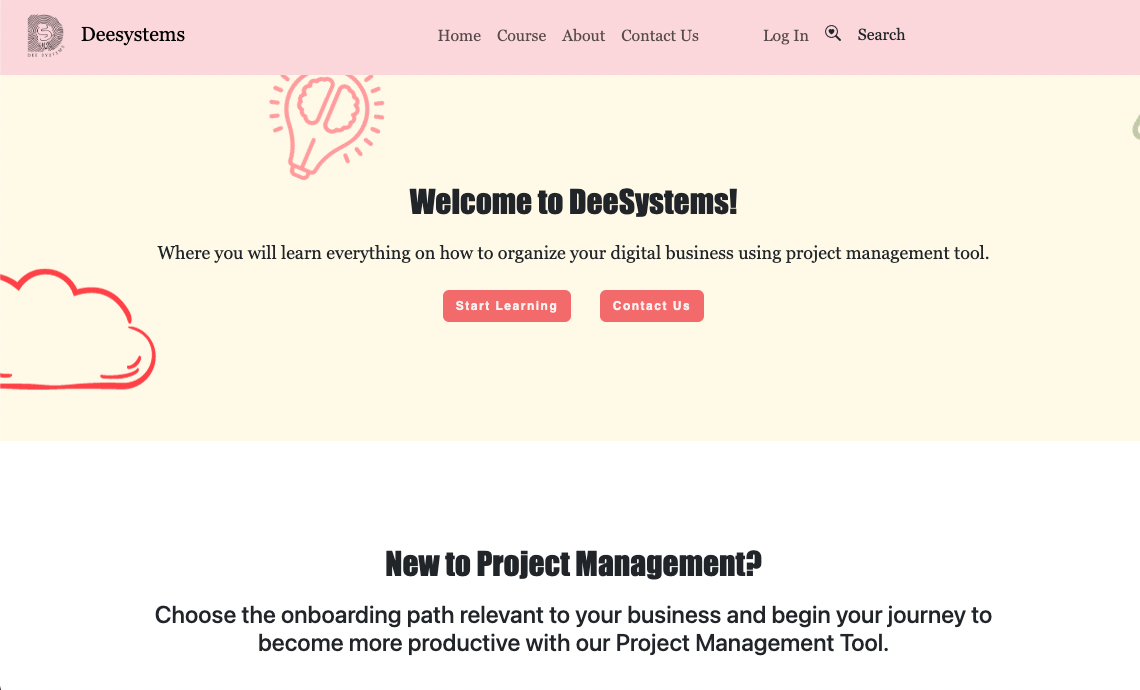 DEE SYSTEMS
Deesystems
Home Course About Contact Us Log In Search
Welcome to DeeSystems!
Where you will learn everything on how to organize your digital business using project management tool.
Start Learning Contact Us
New to Project Management?
Choose the onboarding path relevant to your business and begin your journey to
become more productive with our Project Management Tool.